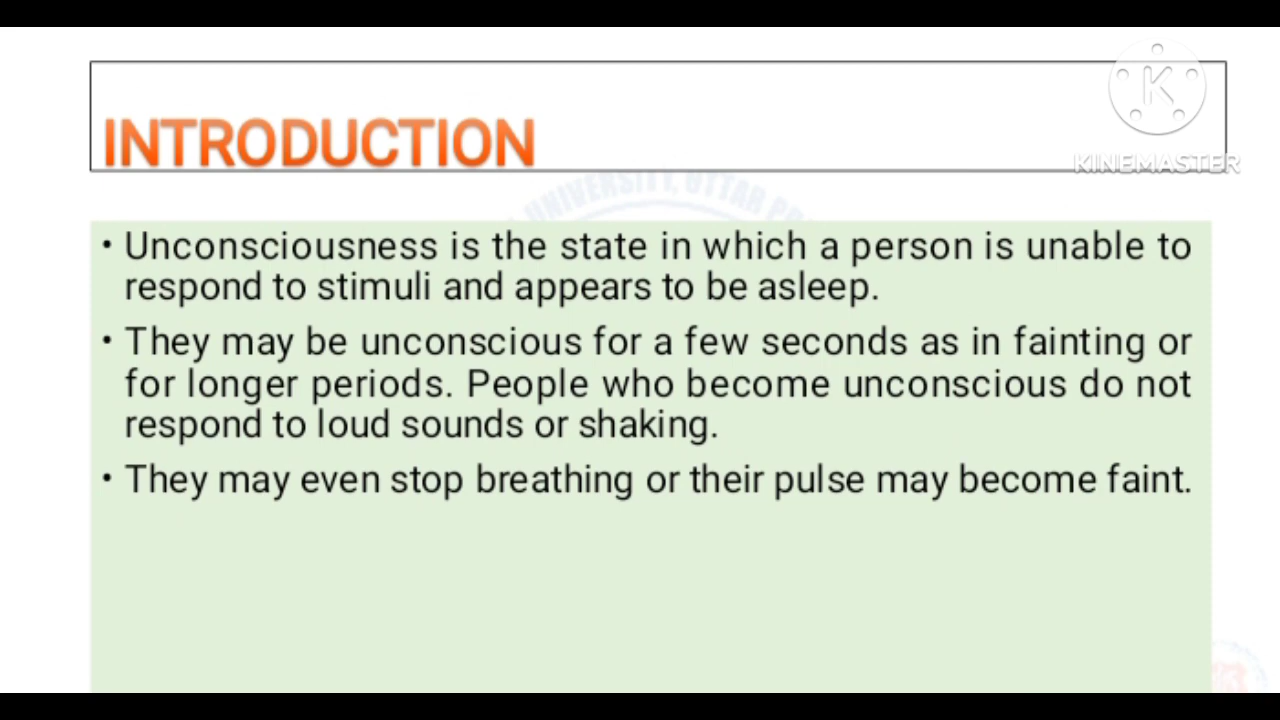 KINEMASTER
INTRODUCTION
UNIVERSITY, UTTAR
• Unconsciousness is the state in which a person is unable to
respond to stimuli and appears to be asleep.
• They may be unconscious for a few seconds as in fainting or
for longer periods. People who become unconscious do not
respond to loud sounds or shaking.
• They may even stop breathing or their pulse may become faint.